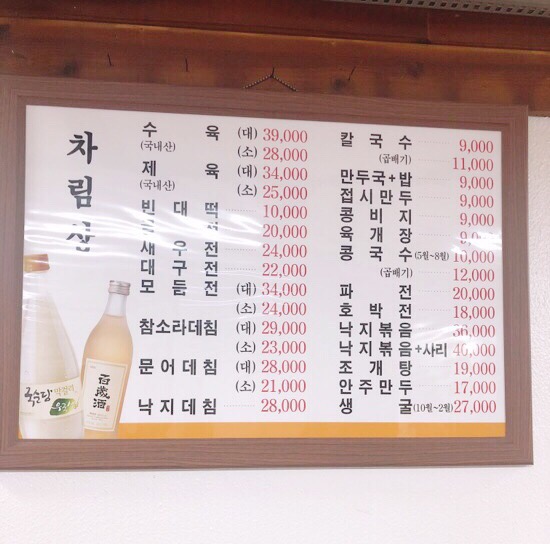 차림상
수 육 (대) 39,000
(국내산) (소) 28,000
제 육 (대) 34,000
(국내산) (소) 25,000
빈 대 떡 10,000
전 20,000
새 우 전 24,000
대 구 전 22,000
모 듬 전 (대) 34,000
(소) 24,000
참소라데침 (대) 29,000
(소) 23,000
문어데침 (대) 28,000
(소) 21,000
낙지데침 28,000
칼 국 수 9,000
(곱빼기) 11,000
만두국+밥 9,000
접시만두 9,000
콩 비 지 9,000
육 개 장 9,000
콩 국 수 (5월~8월) 10,000
(곱빼기) 12,000
파 전 20,000
호 박 전 18,000
낙지볶음 36,000
낙지볶음+사리 40,000
조 개 탕 19,000
안주만두 17,000
생 굴 (10월~2월) 27,000
국순당
百歲酒